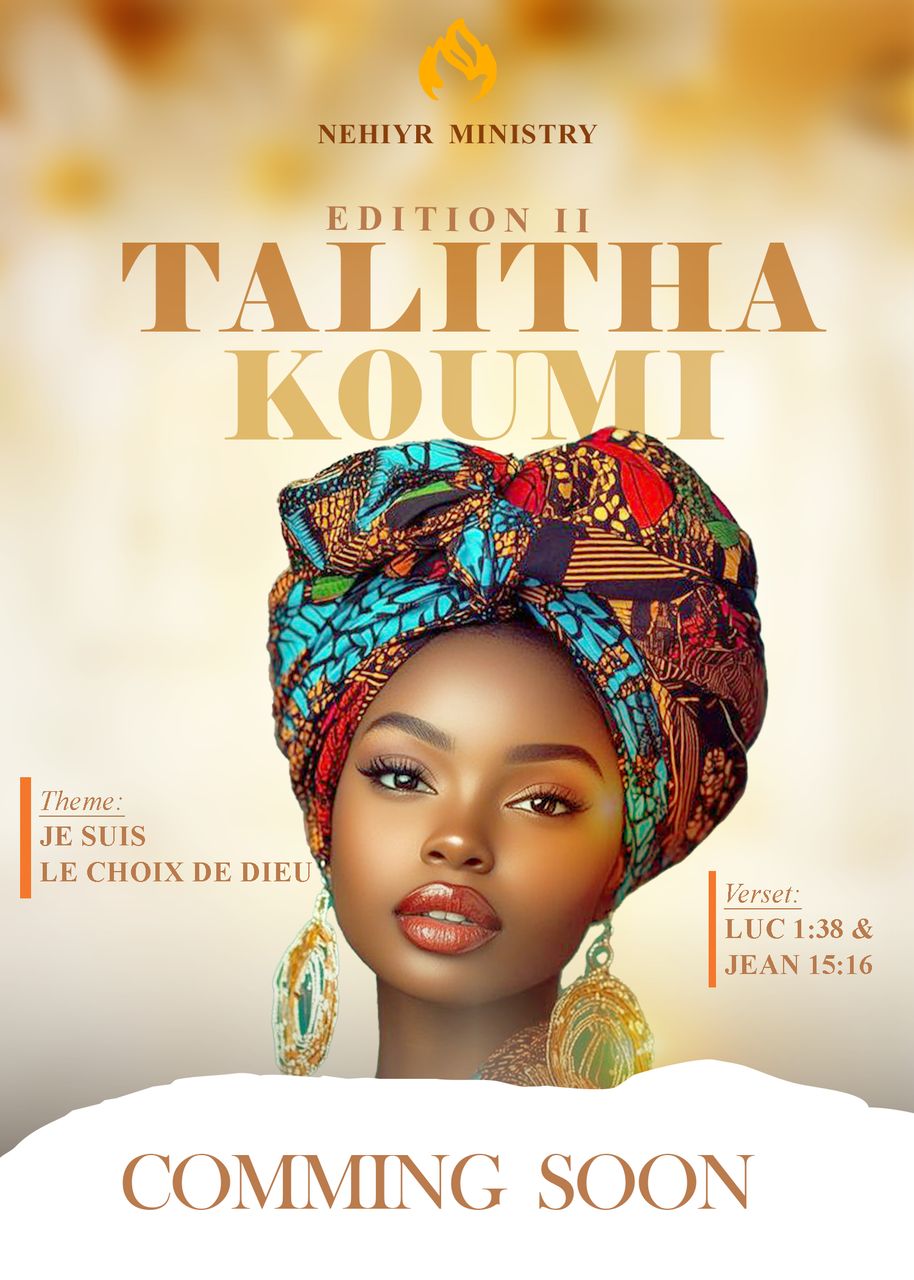 NEHIYR MINISTRY
EDITION II
TALITHA
KOUMI
Theme:
JE SUIS
LE CHOIX DE DIEU
Verset:
LUC 1:38 &
JEAN 15:16
COMMING SOON